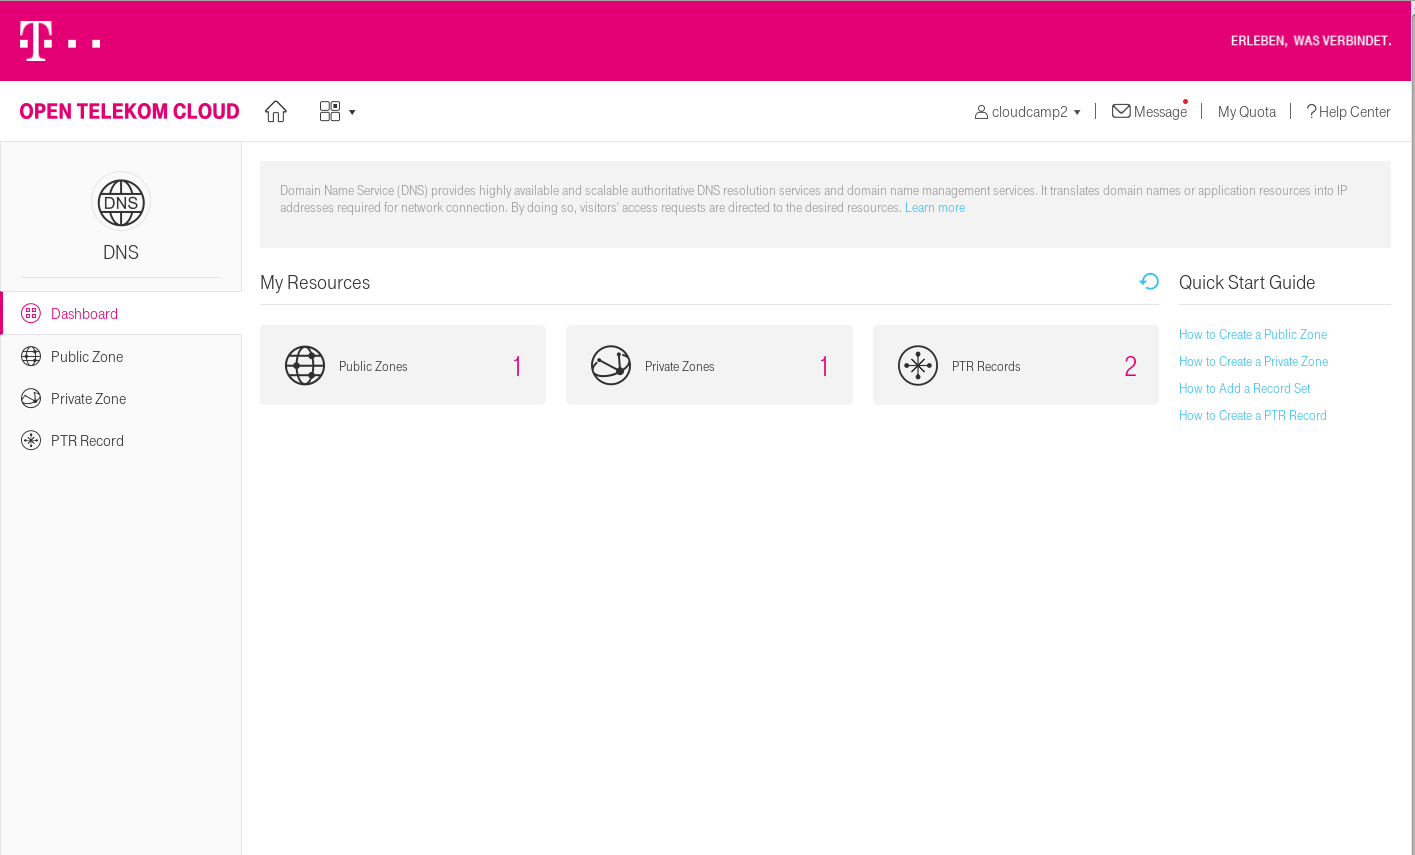 T
ERLEBEN, WAS VERBINDET.
OPEN TELEKOM CLOUD
cloudcamp2
Message
My Quota
?Help Center
DNS
DNS
Dashboard
Public Zone
Private Zone
PTR Record
Domain Name Service (DNS) provides highly available and scalable authoritative DNS resolution services and domain name management services. It translates domain names or application resources into IP
addresses required for network connection. By doing so, visitors' access requests are directed to the desired resources. Learn more
My Resources
Public Zones 1
Private Zones 1
PTR Records 2
Quick Start Guide
How to Create a Public Zone
How to Create a Private Zone
How to Add a Record Set
How to Create a PTR Record